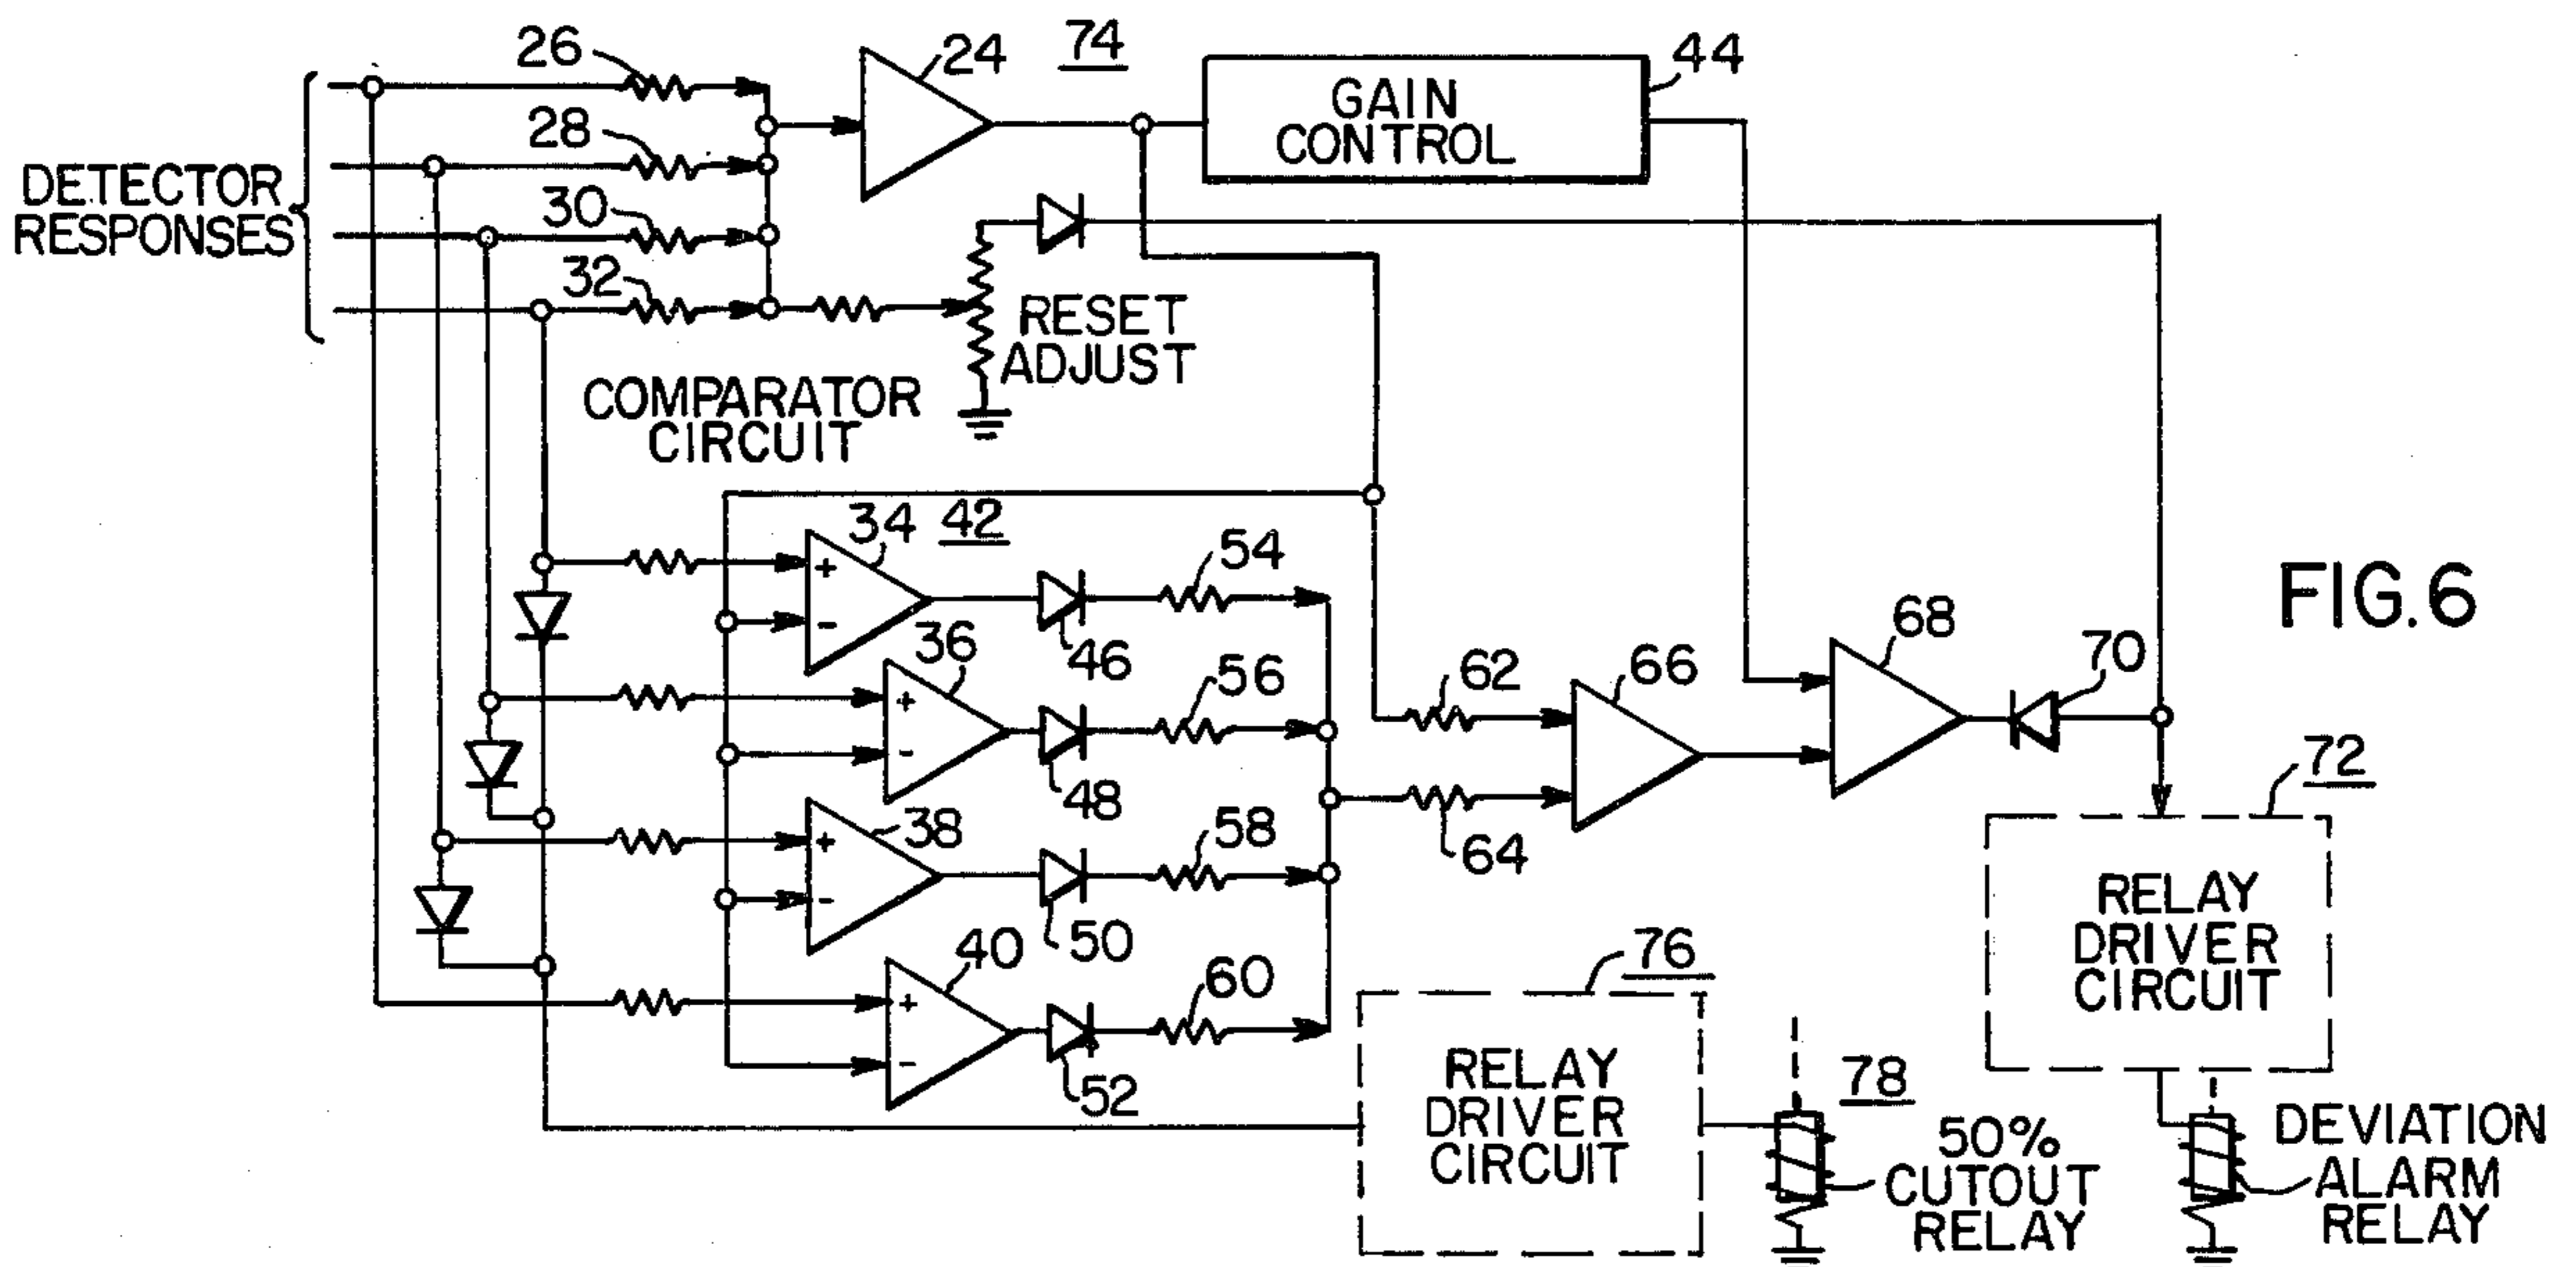 26
24
74
44
GAIN
CONTROL
28
DETECTOR
RESPONSES
30
32
RESET
ADJUST
COMPARATOR
CIRCUIT
34
42
54
+
-
46
FIG.6
36
56
68
+
-
48
62
66
70
38
58
72
+
-
50
64
RELAY
DRIVER
CIRCUIT
40
60
76
+
-
52
RELAY
DRIVER
CIRCUIT
78
50%
CUTOUT
RELAY
DEVIATION
ALARM
RELAY